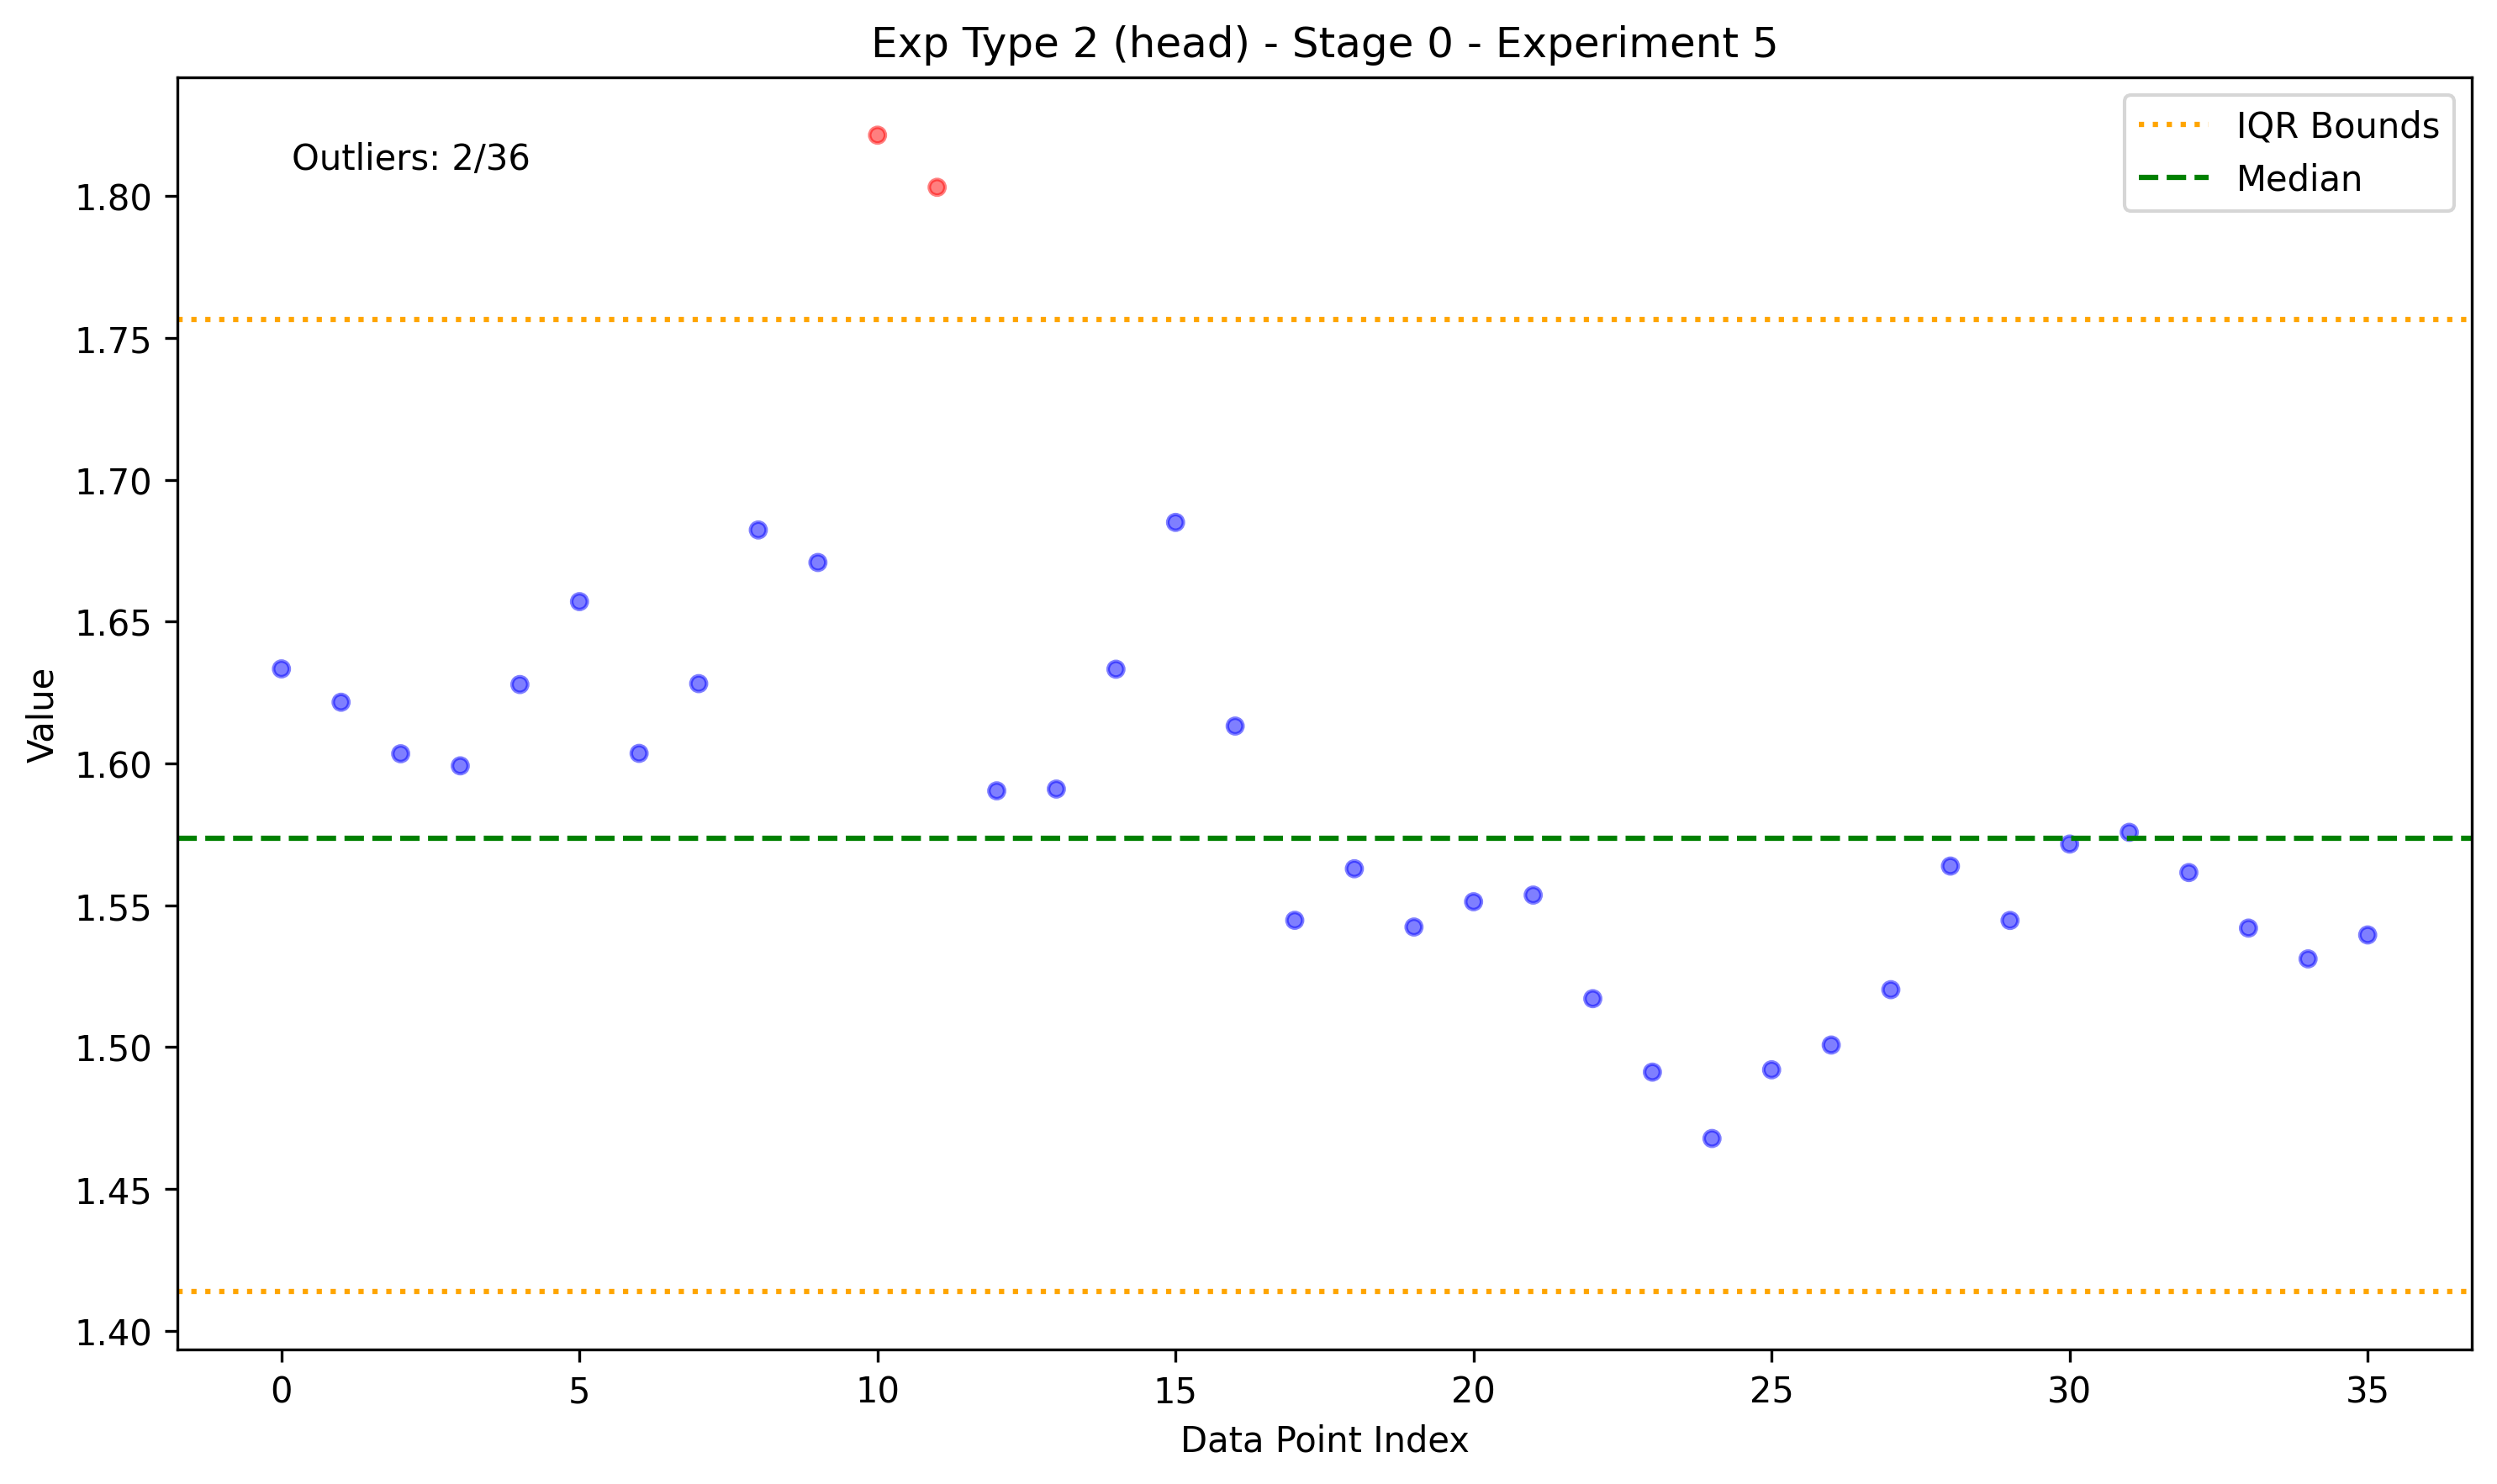 Exp Type 2 (head) - Stage 0 - Experiment 5
Outliers: 2/36
IQR Bounds
Median
1.80
1.75
1.70
1.65
1.60
1.55
1.50
1.45
1.40
Value
0 5 10 15 20 25 30 35
Data Point Index